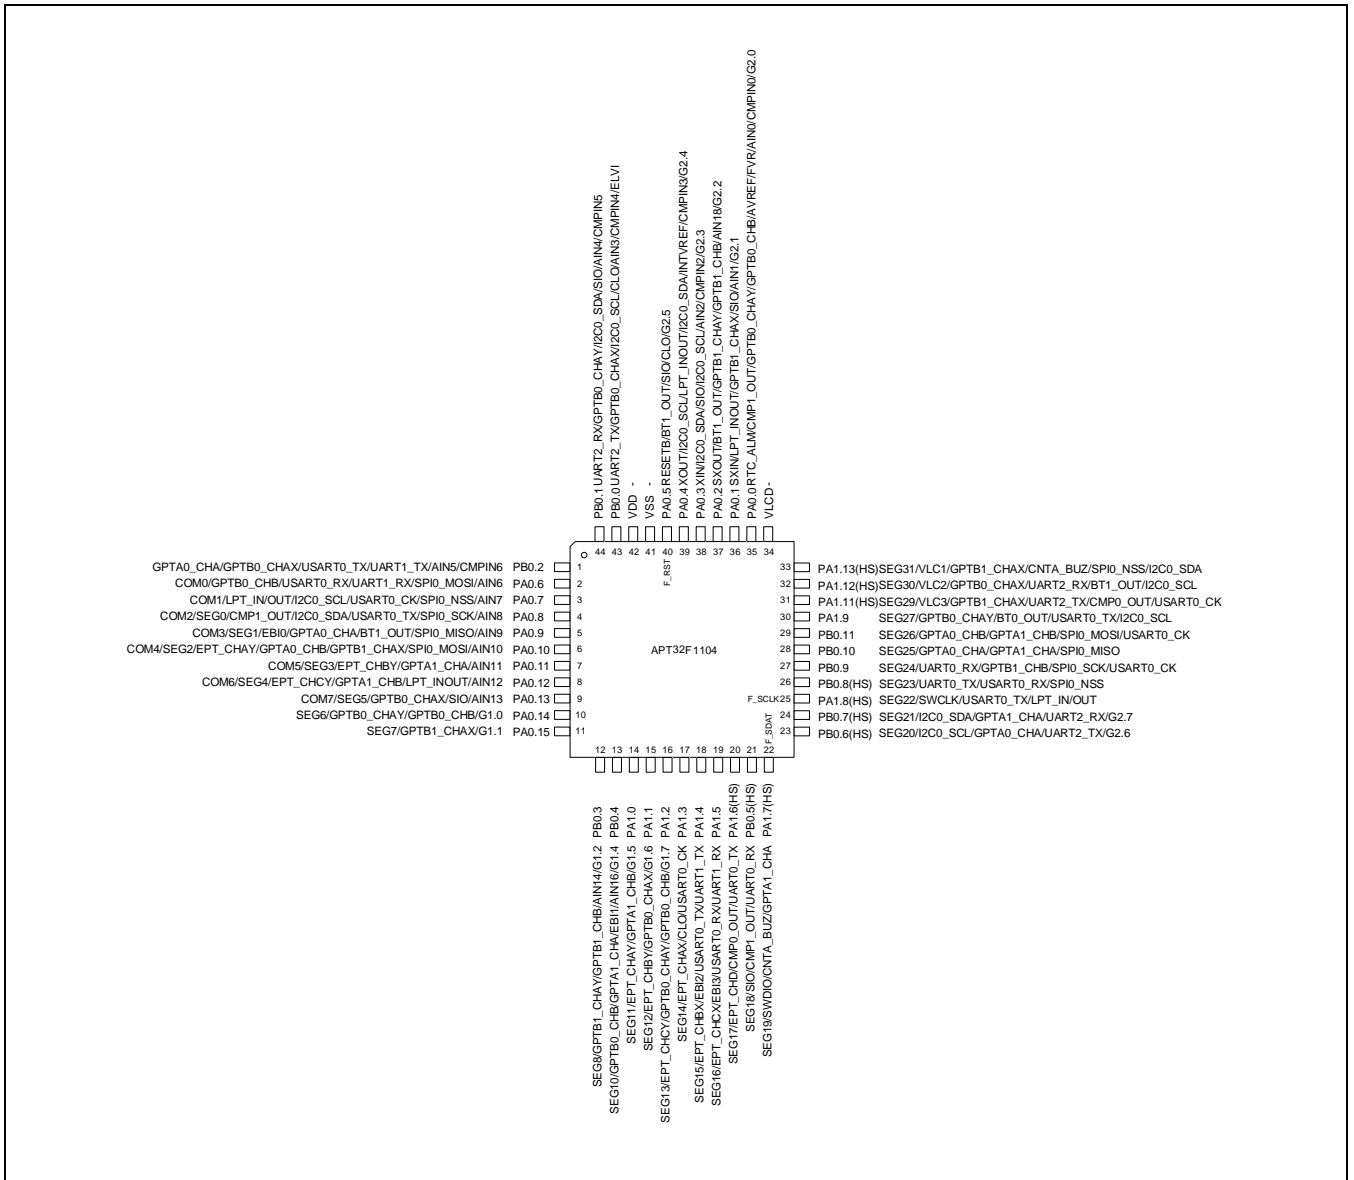 PB0.1 UART2_RX/GPTB0_CHAY/I2C0_SDA/SIO/AIN4/CMPIN5
PB0.0 UART2_TX/GPTB0_CHAX/I2C0_SCL/CLO/AIN3/CMPIN4/ELVI
VDD -
VSS -
PA0.5 RESETB/BT1_OUT/SIO/CLO/G2.5
PA0.4 XOUT/I2C0_SCL/LPT_INOUT/I2C0_SDA/INTVREF/CMPIN3/G2.4
PA0.3 XIN/I2C0_SDA/SIO/I2C0_SCL/AIN2/CMPIN2/G2.3
PA0.2 SXOUT/BT1_OUT/GPTB1_CHAY/GPTB1_CHB/AIN18/G2.2
PA0.1 SXIN/LPT_INOUT/GPTB1_CHAX/SIO/AIN1/G2.1
PA0.0 RTC_ALM/CMP1_OUT/GPTB0_CHAY/GPTB0_CHB/AVREF/FVR/AIN0/CMPIN0/G2.0
VLCD -
44 43 42 41 40 39 38 37 36 35 34
F_RST
GPTA0_CHA/GPTB0_CHAX/USART0_TX/UART1_TX/AIN5/CMPIN6 PB0.2 1
COM0/GPTB0_CHB/USART0_RX/UART1_RX/SPI0_MOSI/AIN6 PA0.6 2
COM1/LPT_IN/OUT/I2C0_SCL/USART0_CK/SPI0_NSS/AIN7 PA0.7 3
COM2/SEG0/CMP1_OUT/I2C0_SDA/USART0_TX/SPI0_SCK/AIN8 PA0.8 4
COM3/SEG1/EBI0/GPTA0_CHA/BT1_OUT/SPI0_MISO/AIN9 PA0.9 5
COM4/SEG2/EPT_CHAY/GPTA0_CHB/GPTB1_CHAX/SPI0_MOSI/AIN10 PA0.10 6
COM5/SEG3/EPT_CHBY/GPTA1_CHA/AIN11 PA0.11 7
COM6/SEG4/EPT_CHCY/GPTA1_CHB/LPT_INOUT/AIN12 PA0.12 8
COM7/SEG5/GPTB0_CHAX/SIO/AIN13 PA0.13 9
SEG6/GPTB0_CHAY/GPTB0_CHB/G1.0 PA0.14 10
SEG7/GPTB1_CHAX/G1.1 PA0.15 11
APT32F1104
33 PA1.13(HS)SEG31/VLC1/GPTB1_CHAX/CNTA_BUZ/SPI0_NSS/I2C0_SDA
32 PA1.12(HS)SEG30/VLC2/GPTB0_CHAX/UART2_RX/BT1_OUT/I2C0_SCL
31 PA1.11(HS)SEG29/VLC3/GPTB1_CHAX/UART2_TX/CMP0_OUT/USART0_CK
30 PA1.9 SEG27/GPTB0_CHAY/BT0_OUT/USART0_TX/I2C0_SCL
29 PB0.11 SEG26/GPTA0_CHB/GPTA1_CHB/SPI0_MOSI/USART0_CK
28 PB0.10 SEG25/GPTA0_CHA/GPTA1_CHA/SPI0_MISO
27 PB0.9 SEG24/UART0_RX/GPTB1_CHB/SPI0_SCK/USART0_CK
26 PB0.8(HS) SEG23/UART0_TX/USART0_RX/SPI0_NSS
F_SCLK 25 PA1.8(HS) SEG22/SWCLK/USART0_TX/LPT_IN/OUT
24 PB0.7(HS) SEG21/I2C0_SDA/GPTA1_CHA/UART2_RX/G2.7
23 PB0.6(HS) SEG20/I2C0_SCL/GPTA0_CHA/UART2_TX/G2.6
F_SDAT
12 13 14 15 16 17 18 19 20 21 22
SEG8/GPTB1_CHAY/GPTB1_CHB/AIN14/G1.2 PB0.3
SEG10/GPTB0_CHB/GPTA1_CHA/EBI1/AIN16/G1.4 PB0.4
SEG11/EPT_CHAY/GPTA1_CHB/G1.5 PA1.0
SEG12/EPT_CHBY/GPTB0_CHAX/G1.6 PA1.1
SEG13/EPT_CHCY/GPTB0_CHAY/GPTB0_CHB/G1.7 PA1.2
SEG14/EPT_CHAX/CLO/USART0_CK PA1.3
SEG15/EPT_CHBX/EBI2/USART0_TX/UART1_TX PA1.4
SEG16/EPT_CHCX/EBI3/USART0_RX/UART1_RX PA1.5
SEG17/EPT_CHD/CMP0_OUT/UART0_TX PA1.6(HS)
SEG18/SIO/CMP1_OUT/UART0_RX PB0.5(HS)
SEG19/SWDIO/CNTA_BUZ/GPTA1_CHA PA1.7(HS)